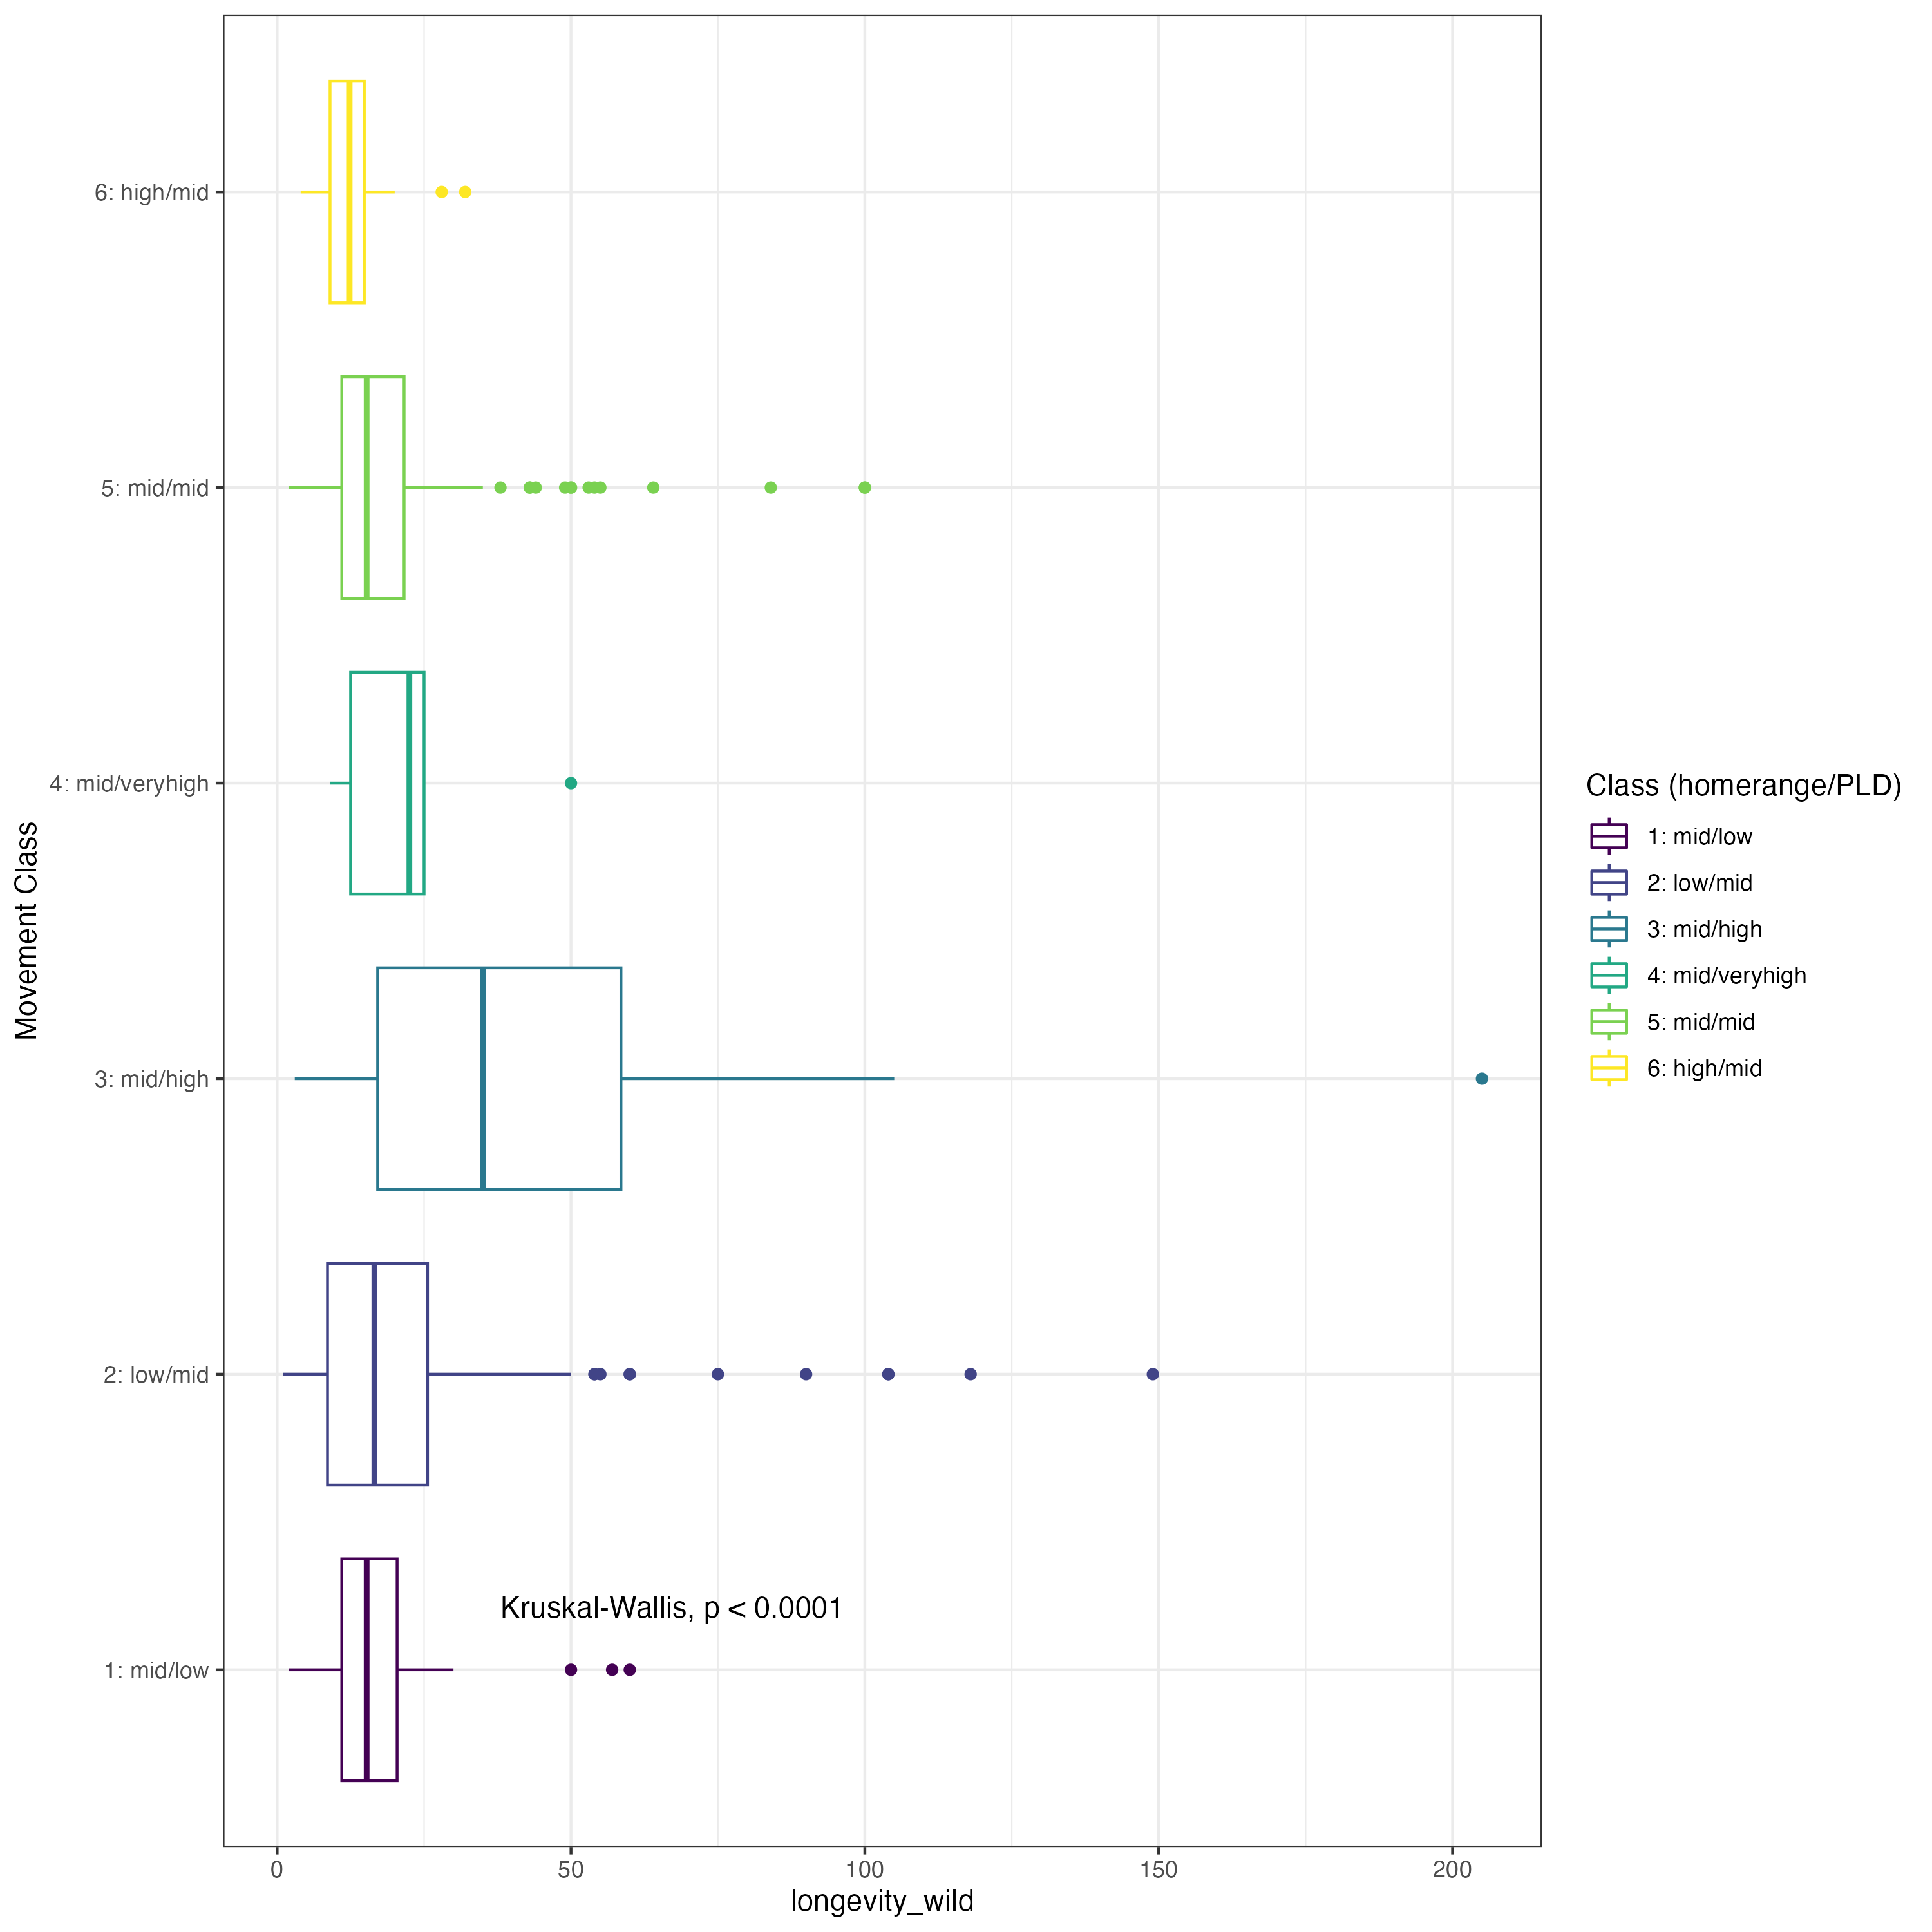 6: high/mid
5: mid/mid
4: mid/veryhigh
3: mid/high
2: low/mid
1: mid/low
Movement Class
Kruskal-Wallis, p < 0.0001
0 50 100 150 200
longevity_wild
Class (homerange/PLD)
1: mid/low
2: low/mid
3: mid/high
4: mid/veryhigh
5: mid/mid
6: high/mid